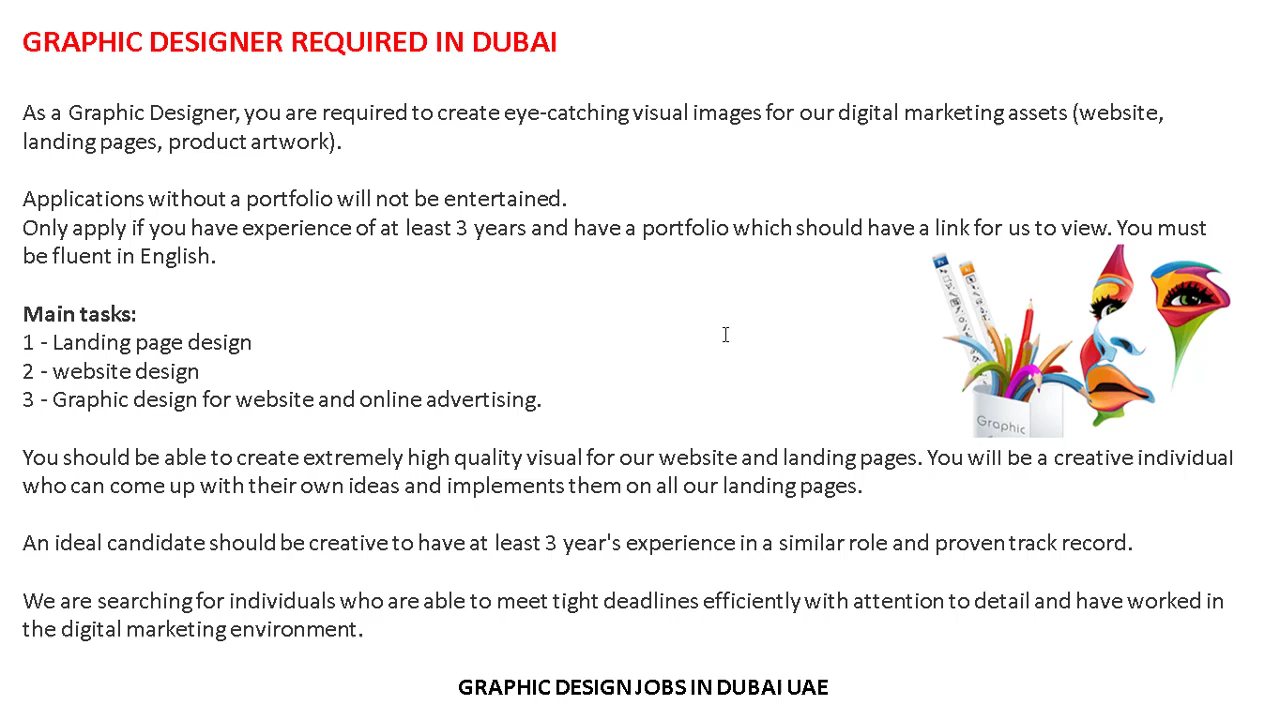 GRAPHIC DESIGNER REQUIRED IN DUBAI
As a Graphic Designer, you are required to create eye-catching visual images for our digital marketing assets (website,
landing pages, product artwork).
Applications without a portfolio will not be entertained.
Only apply if you have experience of at least 3 years and have a portfolio which should have a link for us to view. You must
be fluent in English.
Main tasks:
1 - Landing page design
2 - website design
3 - Graphic design for website and online advertising.
Graphic
You should be able to create extremely high quality visual for our website and landing pages. You will be a creative individual
who can come up with their own ideas and implements them on all our landing pages.
An ideal candidate should be creative to have at least 3 year's experience in a similar role and proven track record.
We are searching for individuals who are able to meet tight deadlines efficiently with attention to detail and have worked in
the digital marketing environment.
GRAPHIC DESIGN JOBS IN DUBAI UAE